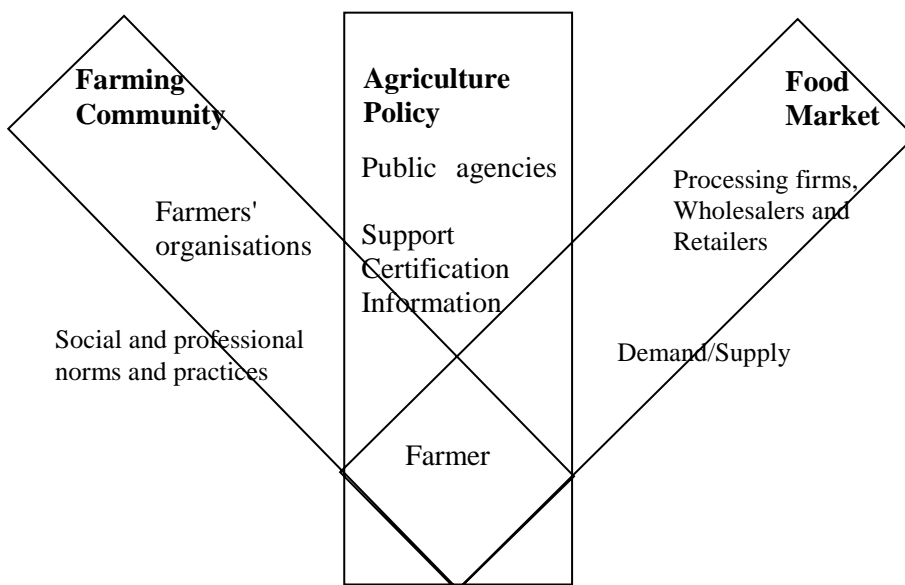 Farming
Community
Farmers'
organisations
Social and professional
norms and practices
Agriculture
Policy
Public agencies
Support
Certification
Information
Food
Market
Processing firms,
Wholesalers and
Retailers
Demand/Supply
Farmer